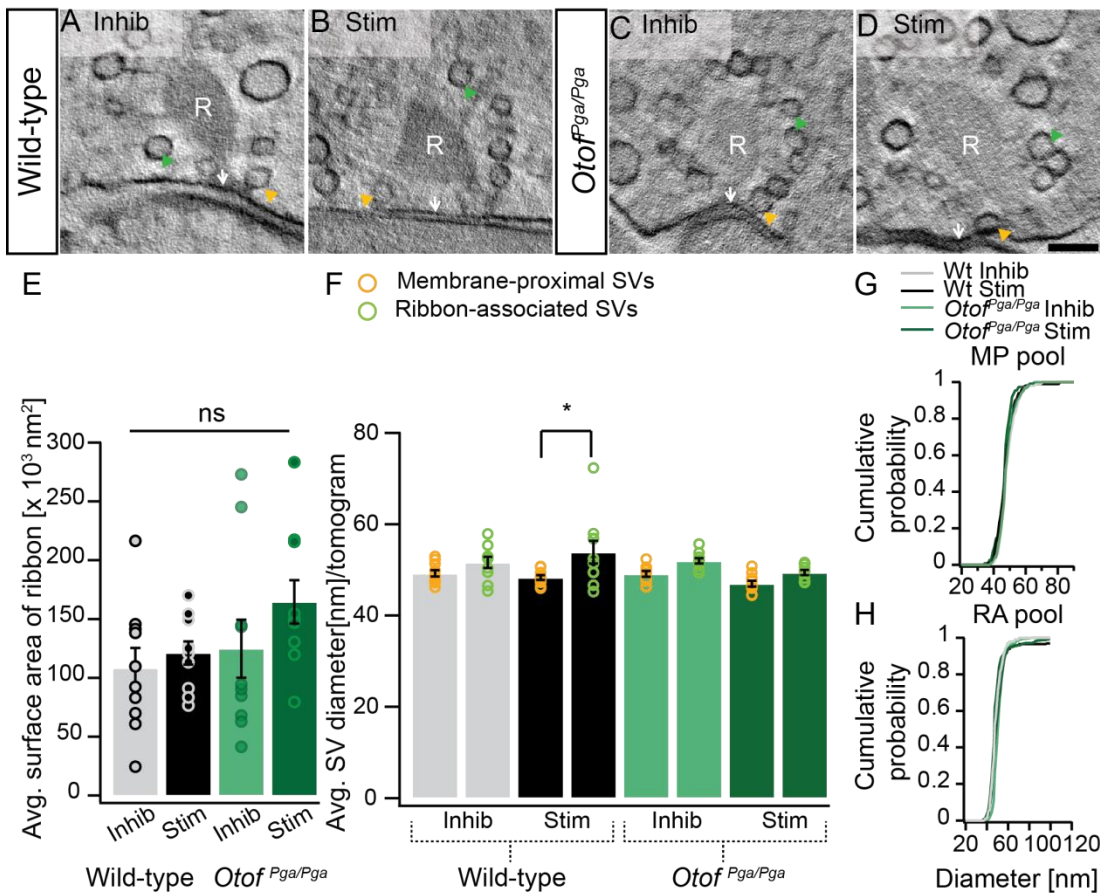 A Inhib
B Stim
C Inhib
D Stim
Wild-type
Otof Pga/Pga
R
R
R
R
E
F
Membrane-proximal SVs
Ribbon-associated SVs
G
Wt Inhib
Wt Stim
Otof Pga/Pga Inhib
Otof Pga/Pga Stim
Avg. surface area of ribbon [x 10³ nm²]
300
250
200
150
100
50
0
ns
Inhib
Stim
Inhib
Stim
Wild-type
Otof Pga/Pga
Avg. SV diameter[nm]/tomogram
80
60
40
20
0
*
Inhib
Stim
Inhib
Stim
Wild-type
Otof Pga/Pga
MP pool
Cumulative
probability
1
0.8
0.6
0.4
0.2
0
20 40 60 80
H
RA pool
Cumulative
probability
1
0.8
0.6
0.4
0.2
0
20 60 100 120
Diameter [nm]